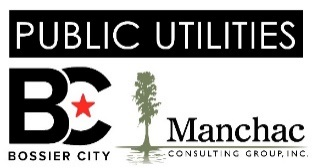 PUBLIC UTILITIES
BC
BOSSIER CITY
Manchac
CONSULTING GROUP, INC.